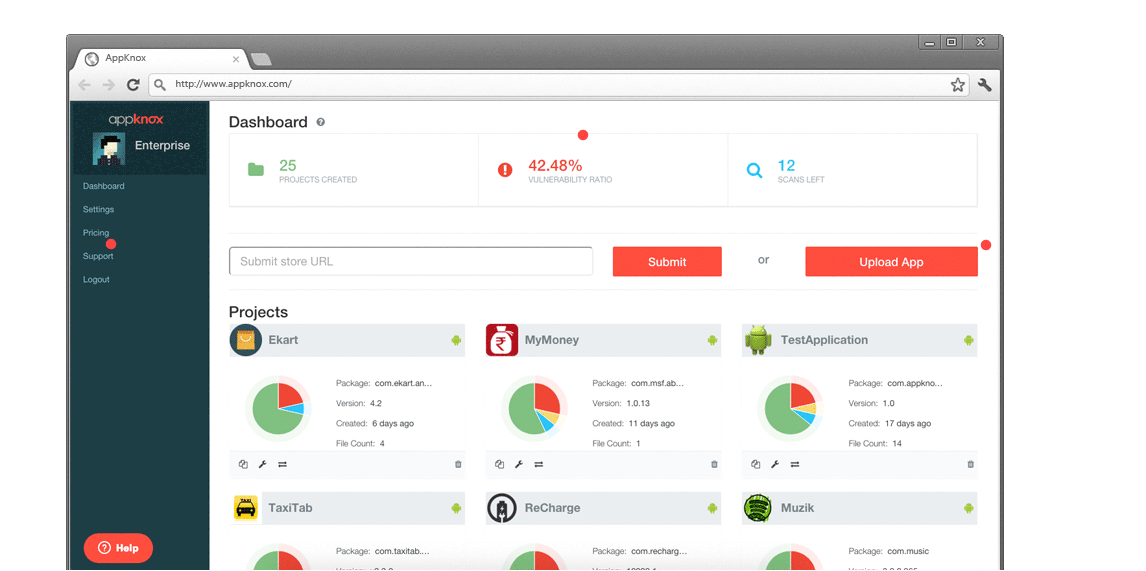 AppKnox
http://www.appknox.com/
appknox
Enterprise
Dashboard
Settings
Pricing
Support
Logout
Help
Dashboard
25
PROJECTS CREATED
42.48%
VULNERABILITY RATIO
12
SCANS LEFT
Submit store URL
Submit
or
Upload App
Projects
Ekart
Package: com.ekart.an...
Version: 4.2
Created: 6 days ago
File Count: 4
MyMoney
Package: com.msf.ab...
Version: 1.0.13
Created: 11 days ago
File Count: 1
TestApplication
Package: com.appkno...
Version: 1.0
Created: 17 days ago
File Count: 14
TAXI
TaxiTab
Package: com.taxitab....
ReCharge
Package: com.recharg...
Muzik
Package: com.music